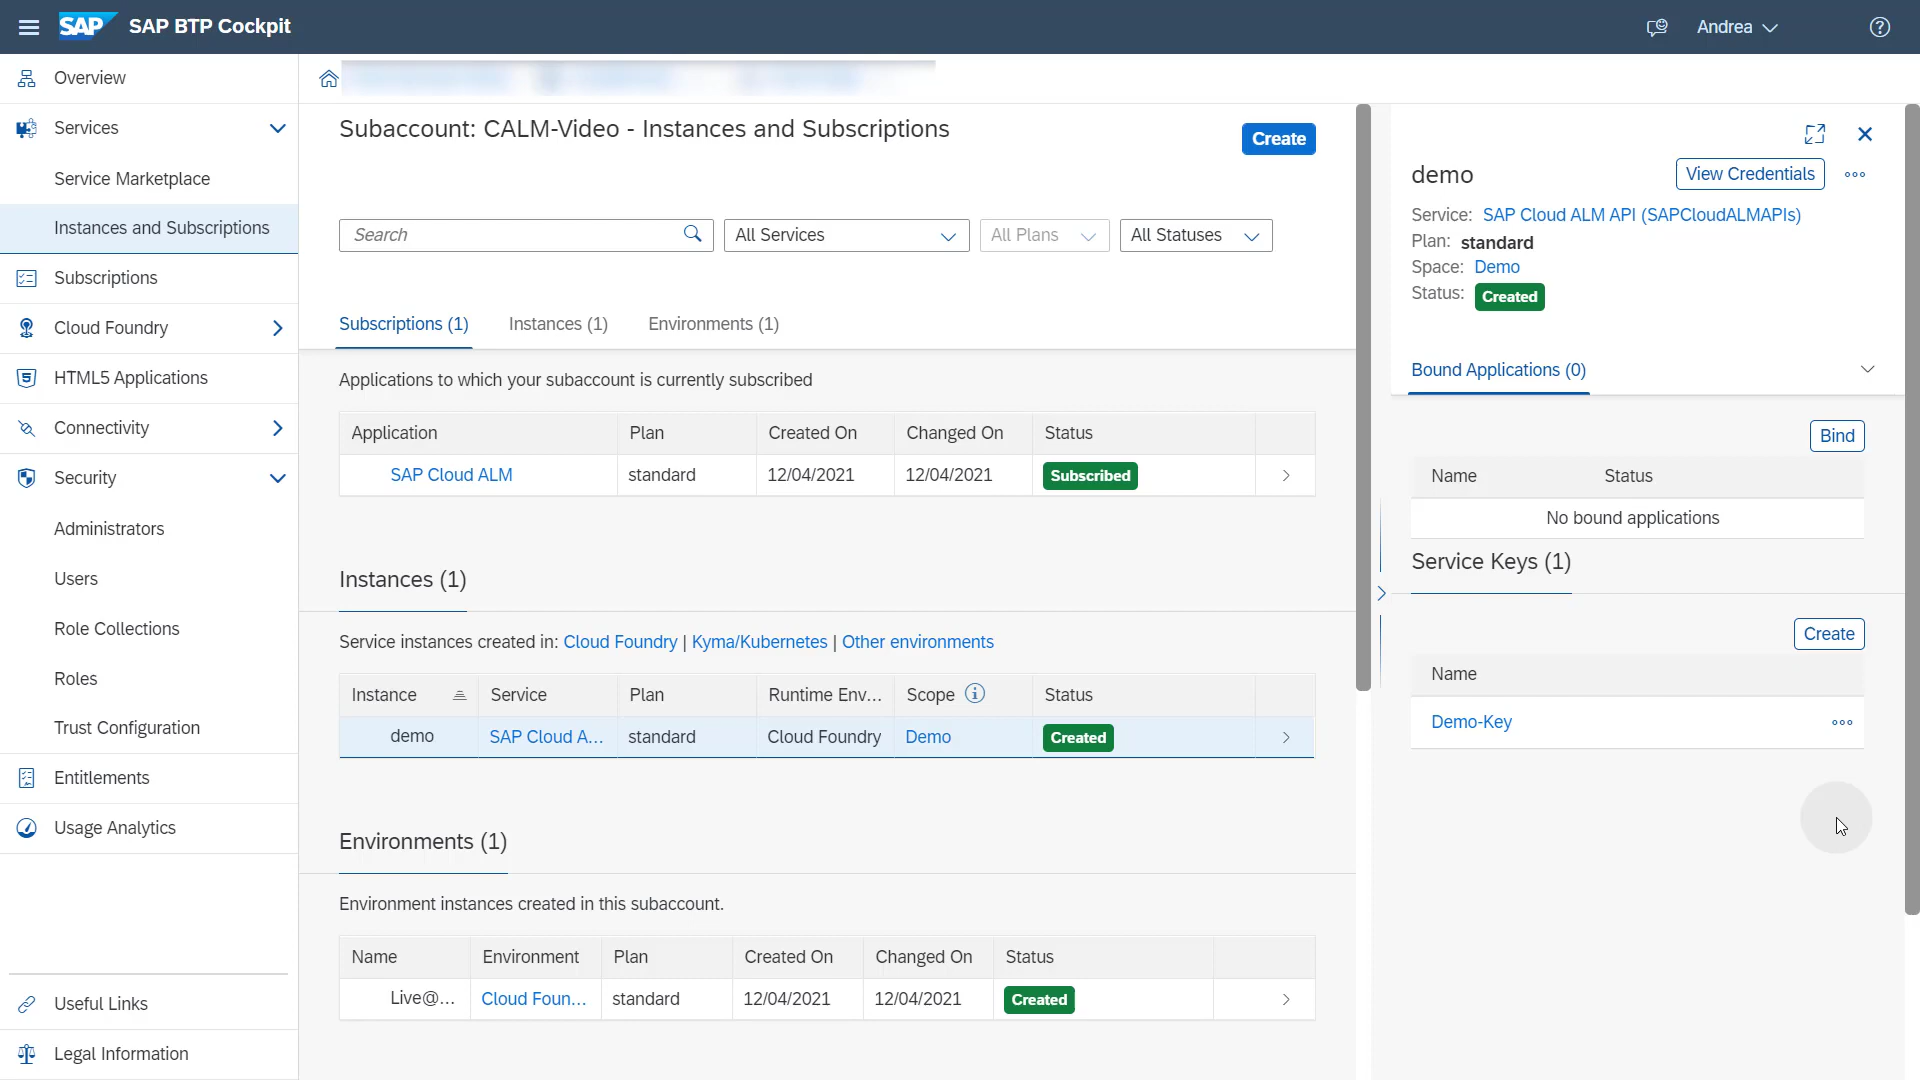 SAP SAP BTP Cockpit
Andrea
Overview
Services
Service Marketplace
Instances and Subscriptions
Subscriptions
Cloud Foundry
HTML5 Applications
Connectivity
Security
Administrators
Users
Role Collections
Roles
Trust Configuration
Entitlements
Usage Analytics
Useful Links
Legal Information
Subaccount: CALM-Video - Instances and Subscriptions
Create
Search
All Services
All Plans
All Statuses
Subscriptions (1) Instances (1) Environments (1)
Applications to which your subaccount is currently subscribed
Application Plan Created On Changed On Status
SAP Cloud ALM standard 12/04/2021 12/04/2021 Subscribed
Instances (1)
Service instances created in: Cloud Foundry | Kyma/Kubernetes | Other environments
Instance Service Plan Runtime Env... Scope Status
demo SAP Cloud A... standard Cloud Foundry Demo Created
Environments (1)
Environment instances created in this subaccount.
Name Environment Plan Created On Changed On Status
Live@... Cloud Foun... standard 12/04/2021 12/04/2021 Created
demo
View Credentials
Service: SAP Cloud ALM API (SAPCloudALMAPIs)
Plan: standard
Space: Demo
Status: Created
Bound Applications (0)
Bind
Name Status
No bound applications
Service Keys (1)
Create
Name
Demo-Key